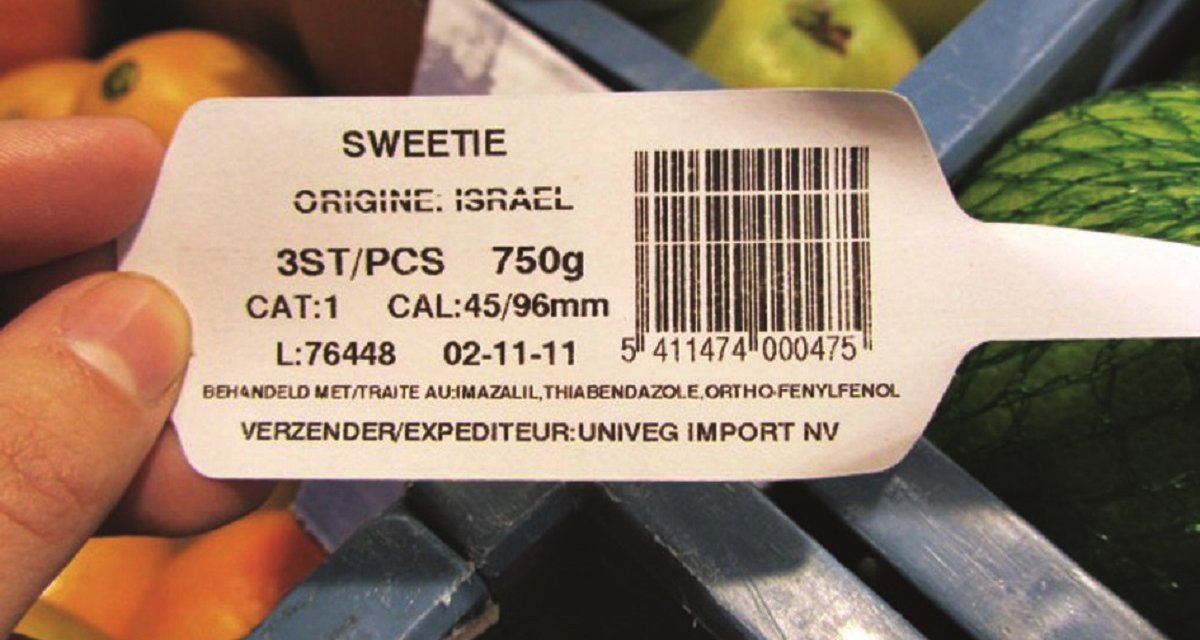 SWEETIE
ORIGINE: ISRAEL
3ST/PCS 750g
CAT:1 CAL:45/96mm
L:76448 02-11-11
5 411474 000475
BEHANDELD MET/TRAITE AU:IMAZALIL,THIABENDAZOLE,ORTHO-FENYLFENOL
VERZENDER/EXPEDITEUR:UNIVEG IMPORT NV